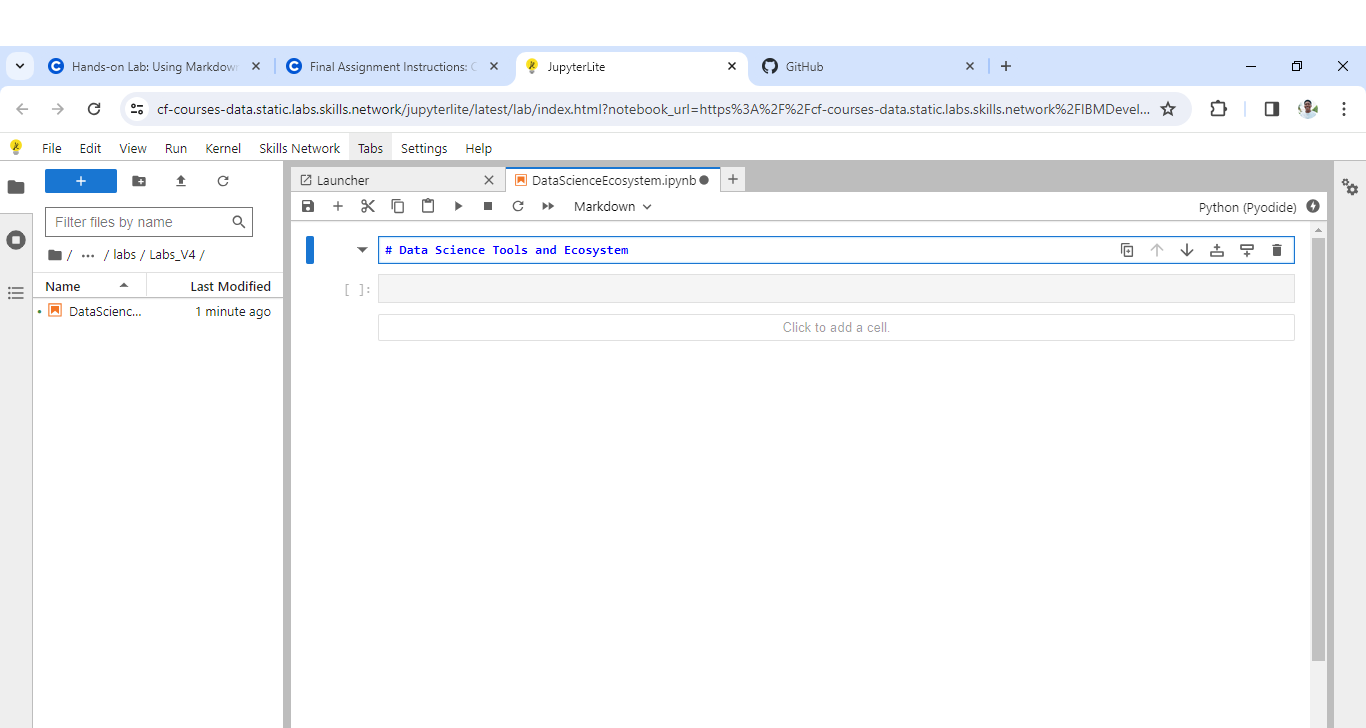 Hands-on Lab: Using Markdown
Final Assignment Instructions: C
JupyterLite
GitHub
cf-courses-data.static.labs.skills.network/jupyterlite/latest/lab/index.html?notebook_url=https%3A%2F%2Fcf-courses-data.static.labs.skills.network%2FIBMDevel...
File Edit View Run Kernel Skills Network Tabs Settings Help
Launcher
DataScienceEcosystem.ipynb
Filter files by name
Markdown
Python (Pyodide)
/ ... / labs / Labs_V4 /
# Data Science Tools and Ecosystem
Name Last Modified
[ ]:
DataScienc... 1 minute ago
Click to add a cell.